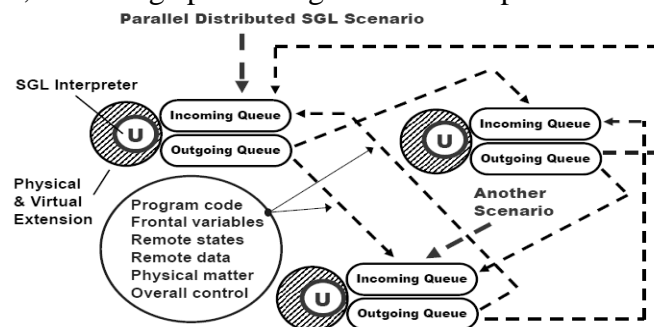 Parallel Distributed SGL Scenario
SGL Interpreter
U
Incoming Queue
Outgoing Queue
U
Incoming Queue
Outgoing Queue
Physical
& Virtual
Extension
Another
Scenario
Program code
Frontal variables
Remote states
Remote data
Physical matter
Overall control
U
Incoming Queue
Outgoing Queue